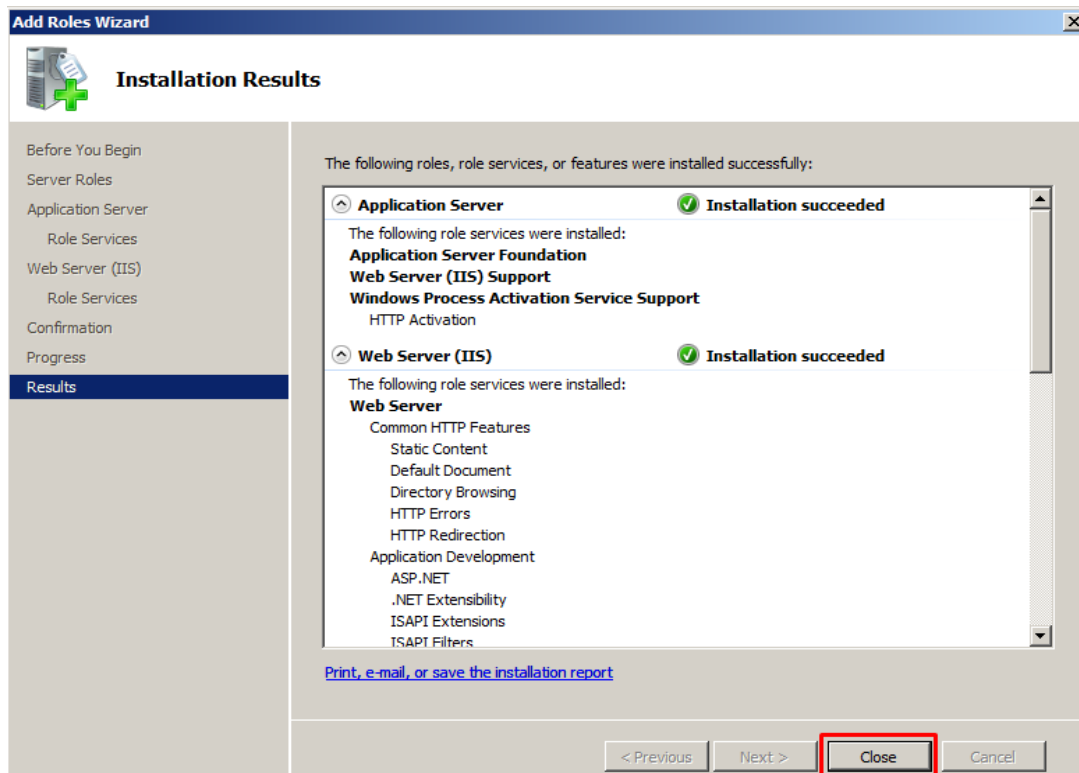 Add Roles Wizard
Installation Results
Before You Begin
Server Roles
Application Server
Role Services
Web Server (IIS)
Role Services
Confirmation
Progress
Results
The following roles, role services, or features were installed successfully:
Application Server Installation succeeded
The following role services were installed:
Application Server Foundation
Web Server (IIS) Support
Windows Process Activation Service Support
HTTP Activation
Web Server (IIS) Installation succeeded
The following role services were installed:
Web Server
Common HTTP Features
Static Content
Default Document
Directory Browsing
HTTP Errors
HTTP Redirection
Application Development
ASP.NET
.NET Extensibility
ISAPI Extensions
ISAPI Filters
Print, e-mail, or save the installation report
< Previous Next > Close Cancel